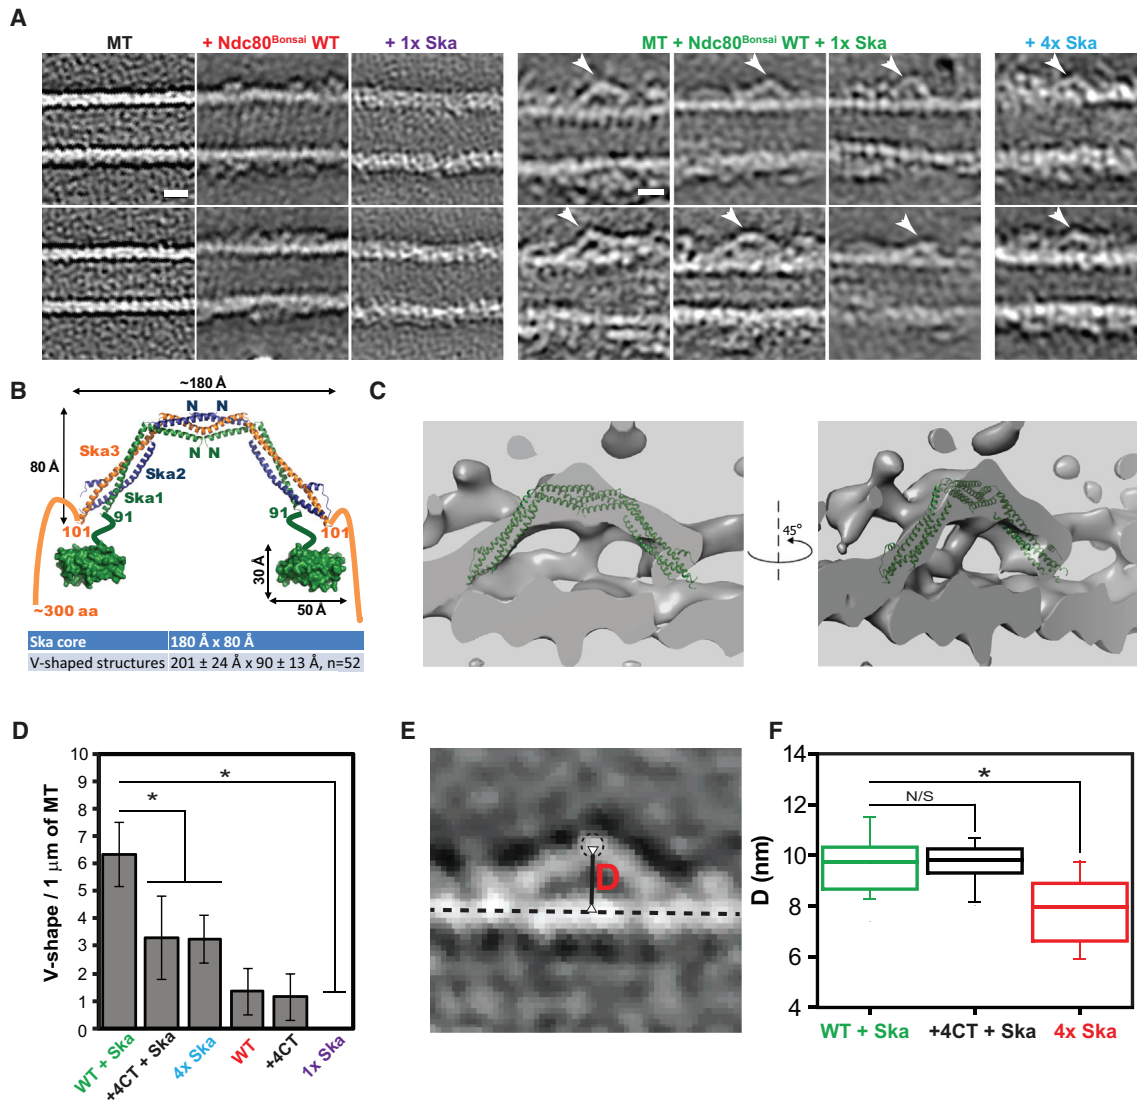 A
MT
+ Ndc80Bonsai WT
+ 1x Ska
MT + Ndc80Bonsai WT + 1x Ska
+ 4x Ska
B
~180 Å
N N
80 Å
Ska3
N N
Ska2
Ska1
91
91
101
101
30 Å
50 Å
~300 aa
Ska core 180 Å x 80 Å
V-shaped structures 201 ± 24 Å x 90 ± 13 Å, n=52
C
45°
D
V-shape / 1 µm of MT
10
9
8
7
6
5
4
3
2
1
0
*
*
WT + Ska
+4CT + Ska
4x Ska
WT
+4CT
1x Ska
E
D
F
D (nm)
14
12
10
8
6
4
*
N/S
WT + Ska
+4CT + Ska
4x Ska